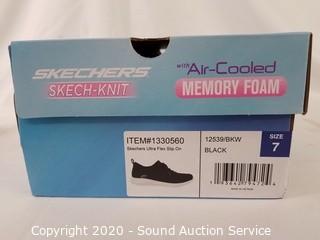 SKECHERS
SKECH-KNIT
with Air-Cooled
MEMORY FOAM
ITEM#1330560
Skechers Ultra Flex Slip On
12539/BKW
BLACK
SIZE
7
Copyright 2020 - Sound Auction Service